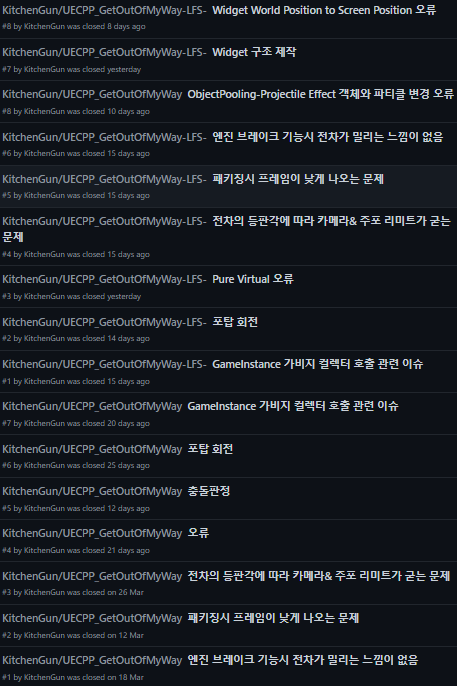 KitchenGun/UECPP_GetOutOfMyWay-LFS- Widget World Position to Screen Position 오류
#8 by KitchenGun was closed 8 days ago
KitchenGun/UECPP_GetOutOfMyWay-LFS- Widget 구조 제작
#7 by KitchenGun was closed yesterday
KitchenGun/UECPP_GetOutOfMyWay ObjectPooling-Projectile Effect 객체와 파티클 변경 오류
#8 by KitchenGun was closed 10 days ago
KitchenGun/UECPP_GetOutOfMyWay-LFS- 엔진 브레이크 기능시 전차가 밀리는 느낌이 없음
#6 by KitchenGun was closed 15 days ago
KitchenGun/UECPP_GetOutOfMyWay-LFS- 패키징시 프레임이 낮게 나오는 문제
#5 by KitchenGun was closed 15 days ago
KitchenGun/UECPP_GetOutOfMyWay-LFS- 전차의 등판각에 따라 카메라& 주포 리미트가 굳는
문제
#4 by KitchenGun was closed 15 days ago
KitchenGun/UECPP_GetOutOfMyWay-LFS- Pure Virtual 오류
#3 by KitchenGun was closed yesterday
KitchenGun/UECPP_GetOutOfMyWay-LFS- 포탑 회전
#2 by KitchenGun was closed 14 days ago
KitchenGun/UECPP_GetOutOfMyWay-LFS- GameInstance 가비지 컬렉터 호출 관련 이슈
#1 by KitchenGun was closed 15 days ago
KitchenGun/UECPP_GetOutOfMyWay GameInstance 가비지 컬렉터 호출 관련 이슈
#7 by KitchenGun was closed 20 days ago
KitchenGun/UECPP_GetOutOfMyWay 포탑 회전
#6 by KitchenGun was closed 25 days ago
KitchenGun/UECPP_GetOutOfMyWay 충돌판정
#5 by KitchenGun was closed 12 days ago
KitchenGun/UECPP_GetOutOfMyWay 오류
#4 by KitchenGun was closed 21 days ago
KitchenGun/UECPP_GetOutOfMyWay 전차의 등판각에 따라 카메라& 주포 리미트가 굳는 문제
#3 by KitchenGun was closed on 26 Mar
KitchenGun/UECPP_GetOutOfMyWay 패키징시 프레임이 낮게 나오는 문제
#2 by KitchenGun was closed on 12 Mar
KitchenGun/UECPP_GetOutOfMyWay 엔진 브레이크 기능시 전차가 밀리는 느낌이 없음
#1 by KitchenGun was closed on 18 Mar